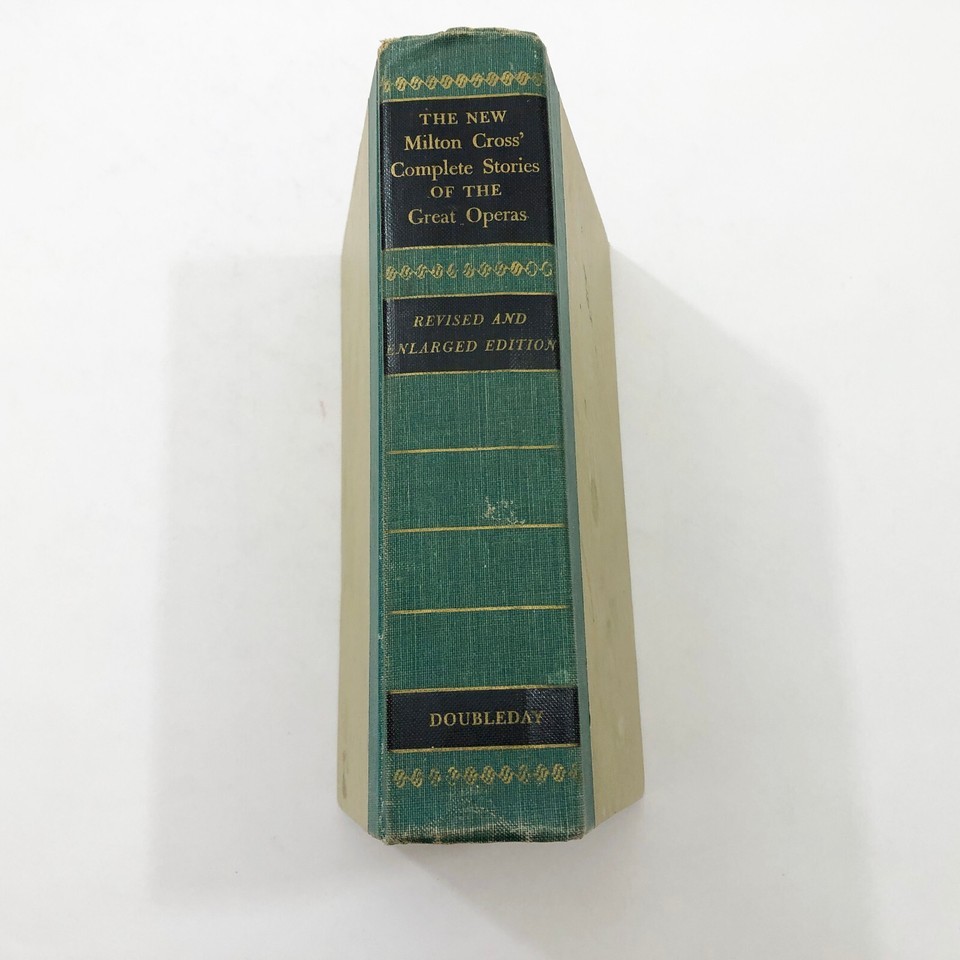 THE NEW
Milton Cross'
Complete Stories
OF THE
Great Operas
REVISED AND
ENLARGED EDITION
DOUBLEDAY